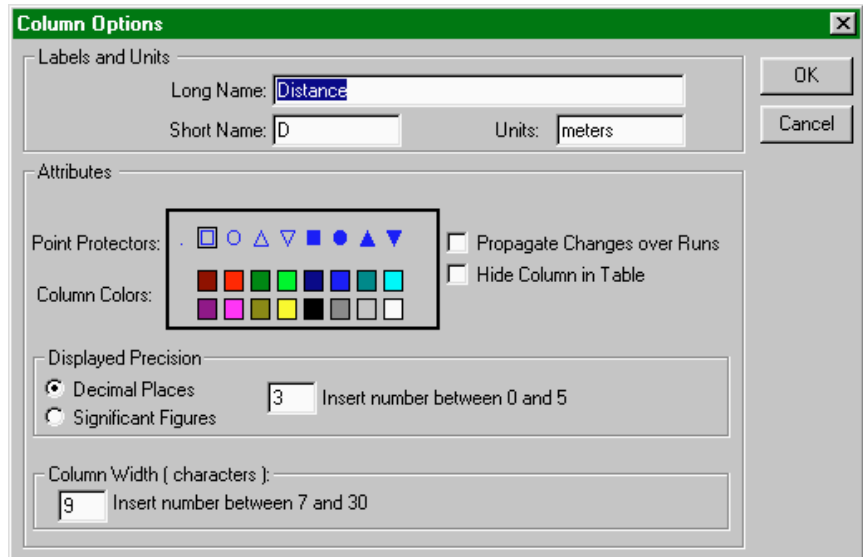 Column Options
Labels and Units
Long Name: Distance
Short Name: D Units: meters
OK
Cancel
Attributes
Point Protectors:
Column Colors:
Propagate Changes over Runs
Hide Column in Table
Displayed Precision
Decimal Places
Significant Figures
3 Insert number between 0 and 5
Column Width ( characters ):
9 Insert number between 7 and 30